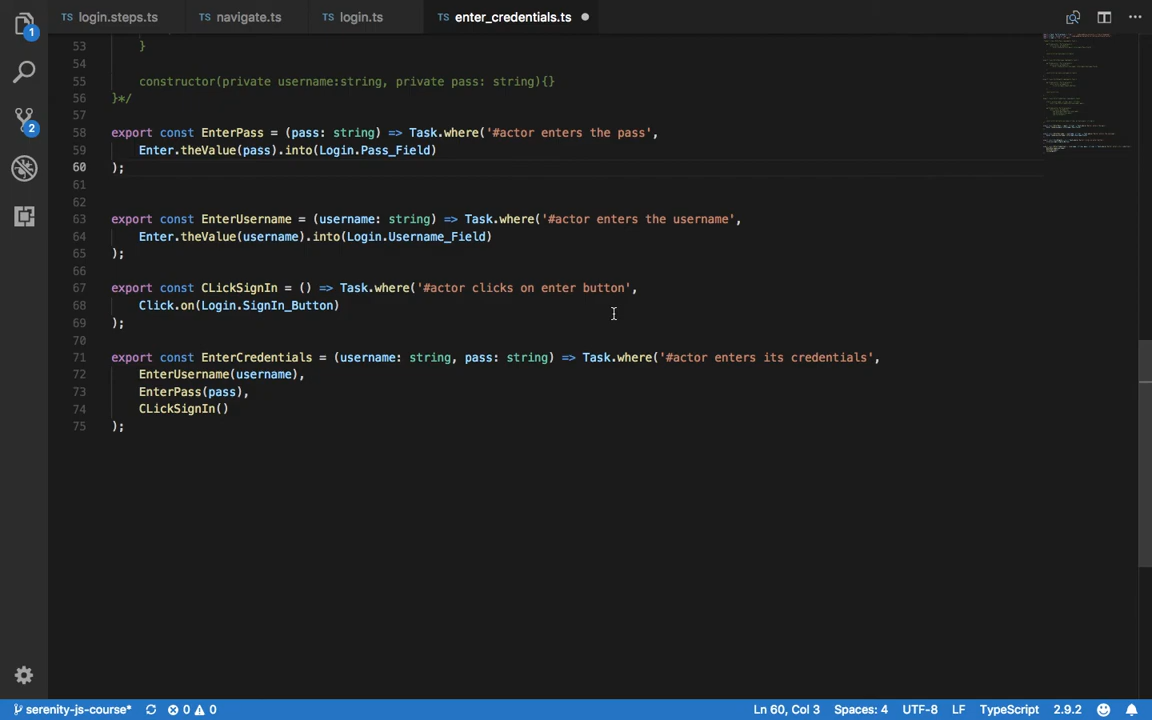 TS login.steps.ts TS navigate.ts TS login.ts TS enter_credentials.ts
1
2
53 }
54
55 constructor(private username:string, private pass: string){}
56 }*/
57
58 export const EnterPass = (pass: string) => Task.where('#actor enters the pass',
59 Enter.theValue(pass).into(Login.Pass_Field)
60 );
61
62
63 export const EnterUsername = (username: string) => Task.where('#actor enters the username',
64 Enter.theValue(username).into(Login.Username_Field)
65 );
66
67 export const CLickSignIn = () => Task.where('#actor clicks on enter button',
68 Click.on(Login.SignIn_Button)
69 );
70
71 export const EnterCredentials = (username: string, pass: string) => Task.where('#actor enters its credentials',
72 EnterUsername(username),
73 EnterPass(pass),
74 CLickSignIn()
75 );
serenity-js-course* 0 0 Ln 60, Col 3 Spaces: 4 UTF-8 LF TypeScript 2.9.2